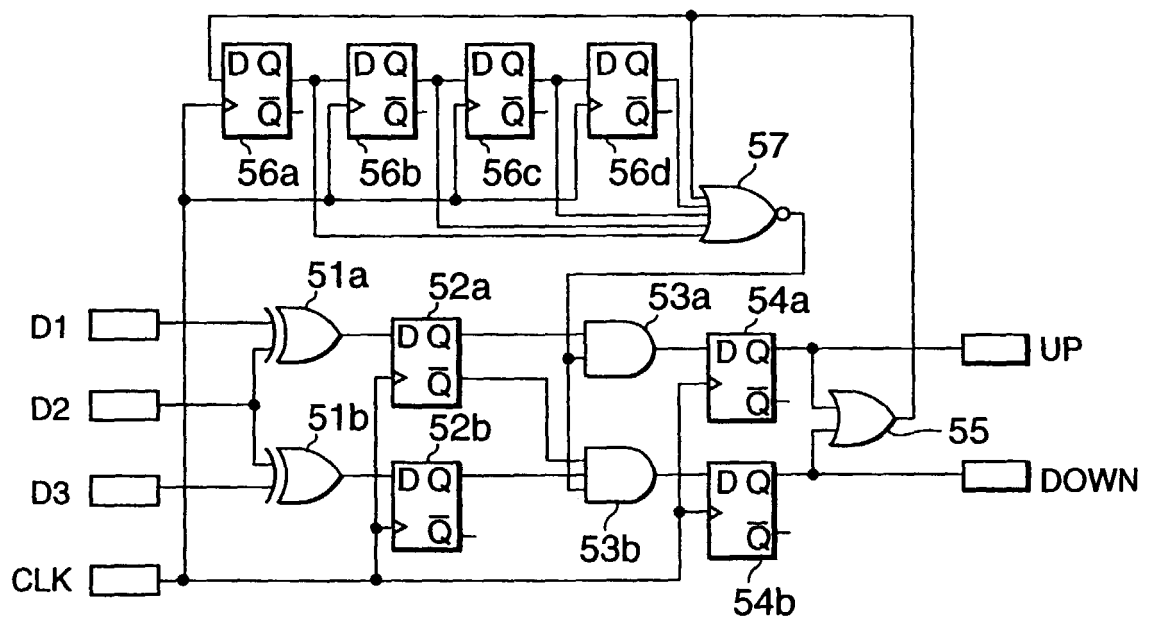 D Q D Q D Q D Q
Q̅ Q̅ Q̅ Q̅
56a 56b 56c 56d
57
51a 52a 53a 54a
D1
D Q
D Q
UP
Q̅
Q̅
D2
51b 52b
55
D3
D Q
D Q
DOWN
Q̅
53b
Q̅
CLK
54b